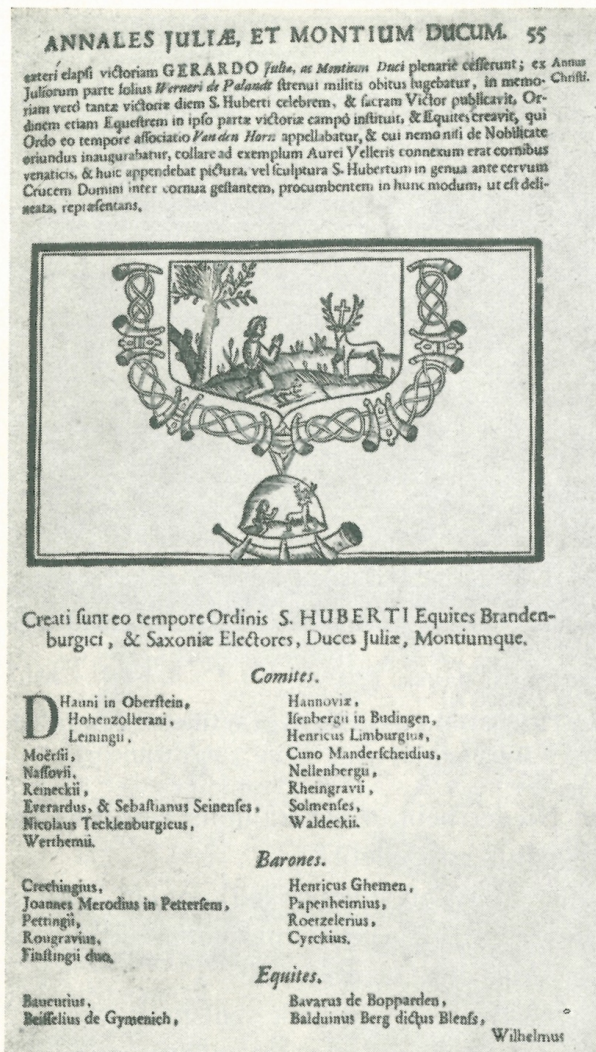 ANNALES JULIÆ, ET MONTIUM DUCUM. 55
exteri elapsi victoriam GERARDO Juliæ, ac Montium Duci plenariè cesserunt; ex
Annus Christi.
Juliorum parte solius Werneri de Palandt strenui militis obitus lugebatur, in memo-
riam verò tantæ victoriæ diem S. Huberti celebrem, & sacram Victor publicavit, Or-
dinem etiam Equestrem in ipso partæ victoriæ campô instituit, & Equites creavit, qui
Ordo eo tempore associatio Van den Horn appellabatur, & cui nemo nisi de Nobilitate
oriundus inaugurabatur, collare ad exemplum Aurei Velleris connexum erat cornibus
venaticis, & huic appendebat pictura, vel sculptura S. Hubertum in genua ante cervum
Crucem Domini inter cornua gestantem, procumbentem in hunc modum, ut est deli-
neata, repræsentans.
Creati sunt eo tempore Ordinis S. HUBERTI Equites Branden-
burgici, & Saxoniæ Electores, Duces Juliæ, Montiumque.
Comites.
DHauni in Oberstein,
Hohenzollerani,
Leiningii,
Moërsii,
Nassovii,
Reineckii,
Everardus, & Sebastianus Seinenses,
Nicolaus Tecklenburgicus,
Werthemii.
Hannoviæ,
Isenbergii in Budingen,
Henricus Limburgius,
Cuno Manderscheidius,
Nellenbergii,
Rheingravii,
Solmenses,
Waldeckii.
Barones.
Crechingius,
Joannes Merodius in Pettersem,
Pettingii,
Rougravius,
Finstingii duo.
Henricus Ghemen,
Papenheimius,
Roetzelerius,
Cyrckius.
Equites.
Baucurius,
Beisselius de Gymenich,
Bavarus de Bopparden,
Balduinus Berg dictus Blens,
Wilhelmus